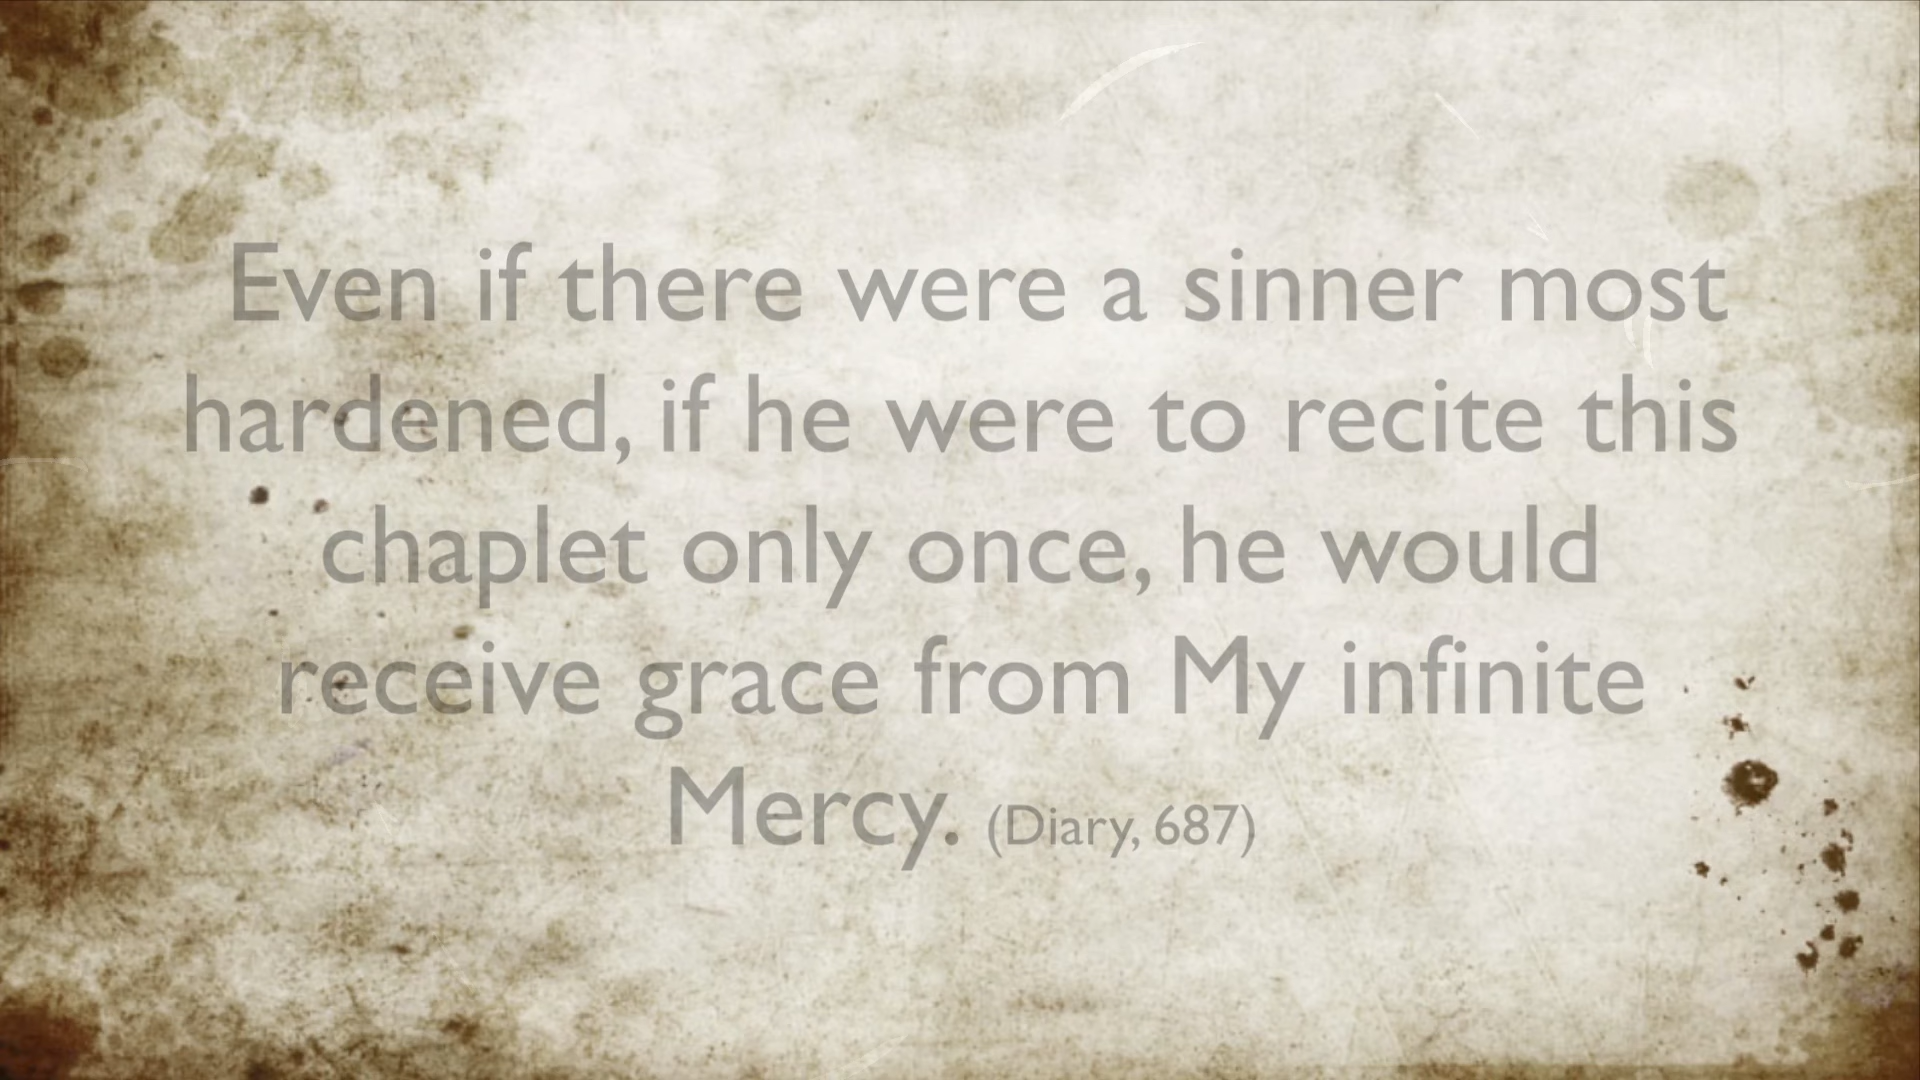 Even if there were a sinner most
hardened, if he were to recite this
chaplet only once, he would
receive grace from My infinite
Mercy. (Diary, 687)